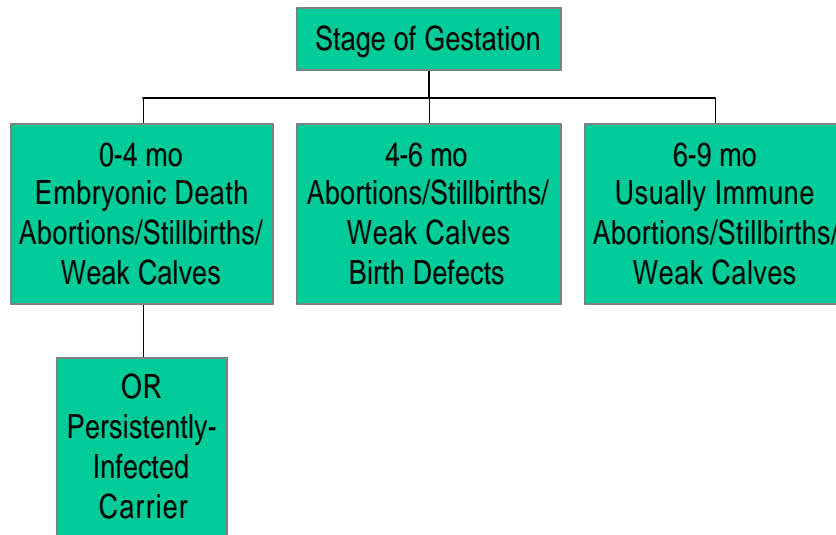 Stage of Gestation
0-4 mo
Embryonic Death
Abortions/Stillbirths/
Weak Calves
4-6 mo
Abortions/Stillbirths/
Weak Calves
Birth Defects
6-9 mo
Usually Immune
Abortions/Stillbirths/
Weak Calves
OR
Persistently-
Infected
Carrier